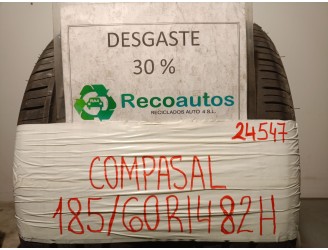 DESGASTE
30 %
Recoautos
RECICLADOS AUTO 4 S.L.
24547
COMPASAL
185/60R1482H